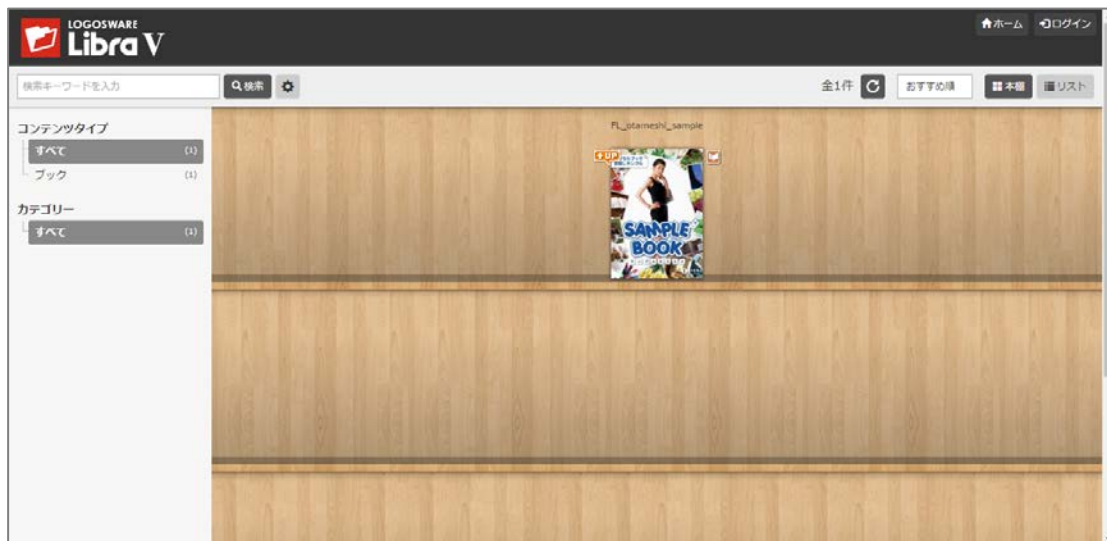 LOGOSWARE
Libra V
ホーム
ログイン
検索キーワードを入力
検索
全1件
おすすめ順
本棚
リスト
コンテンツタイプ
すべて (1)
ブック (1)
カテゴリー
すべて (1)
FL_otameshi_sample
UP
SAMPLE
BOOK